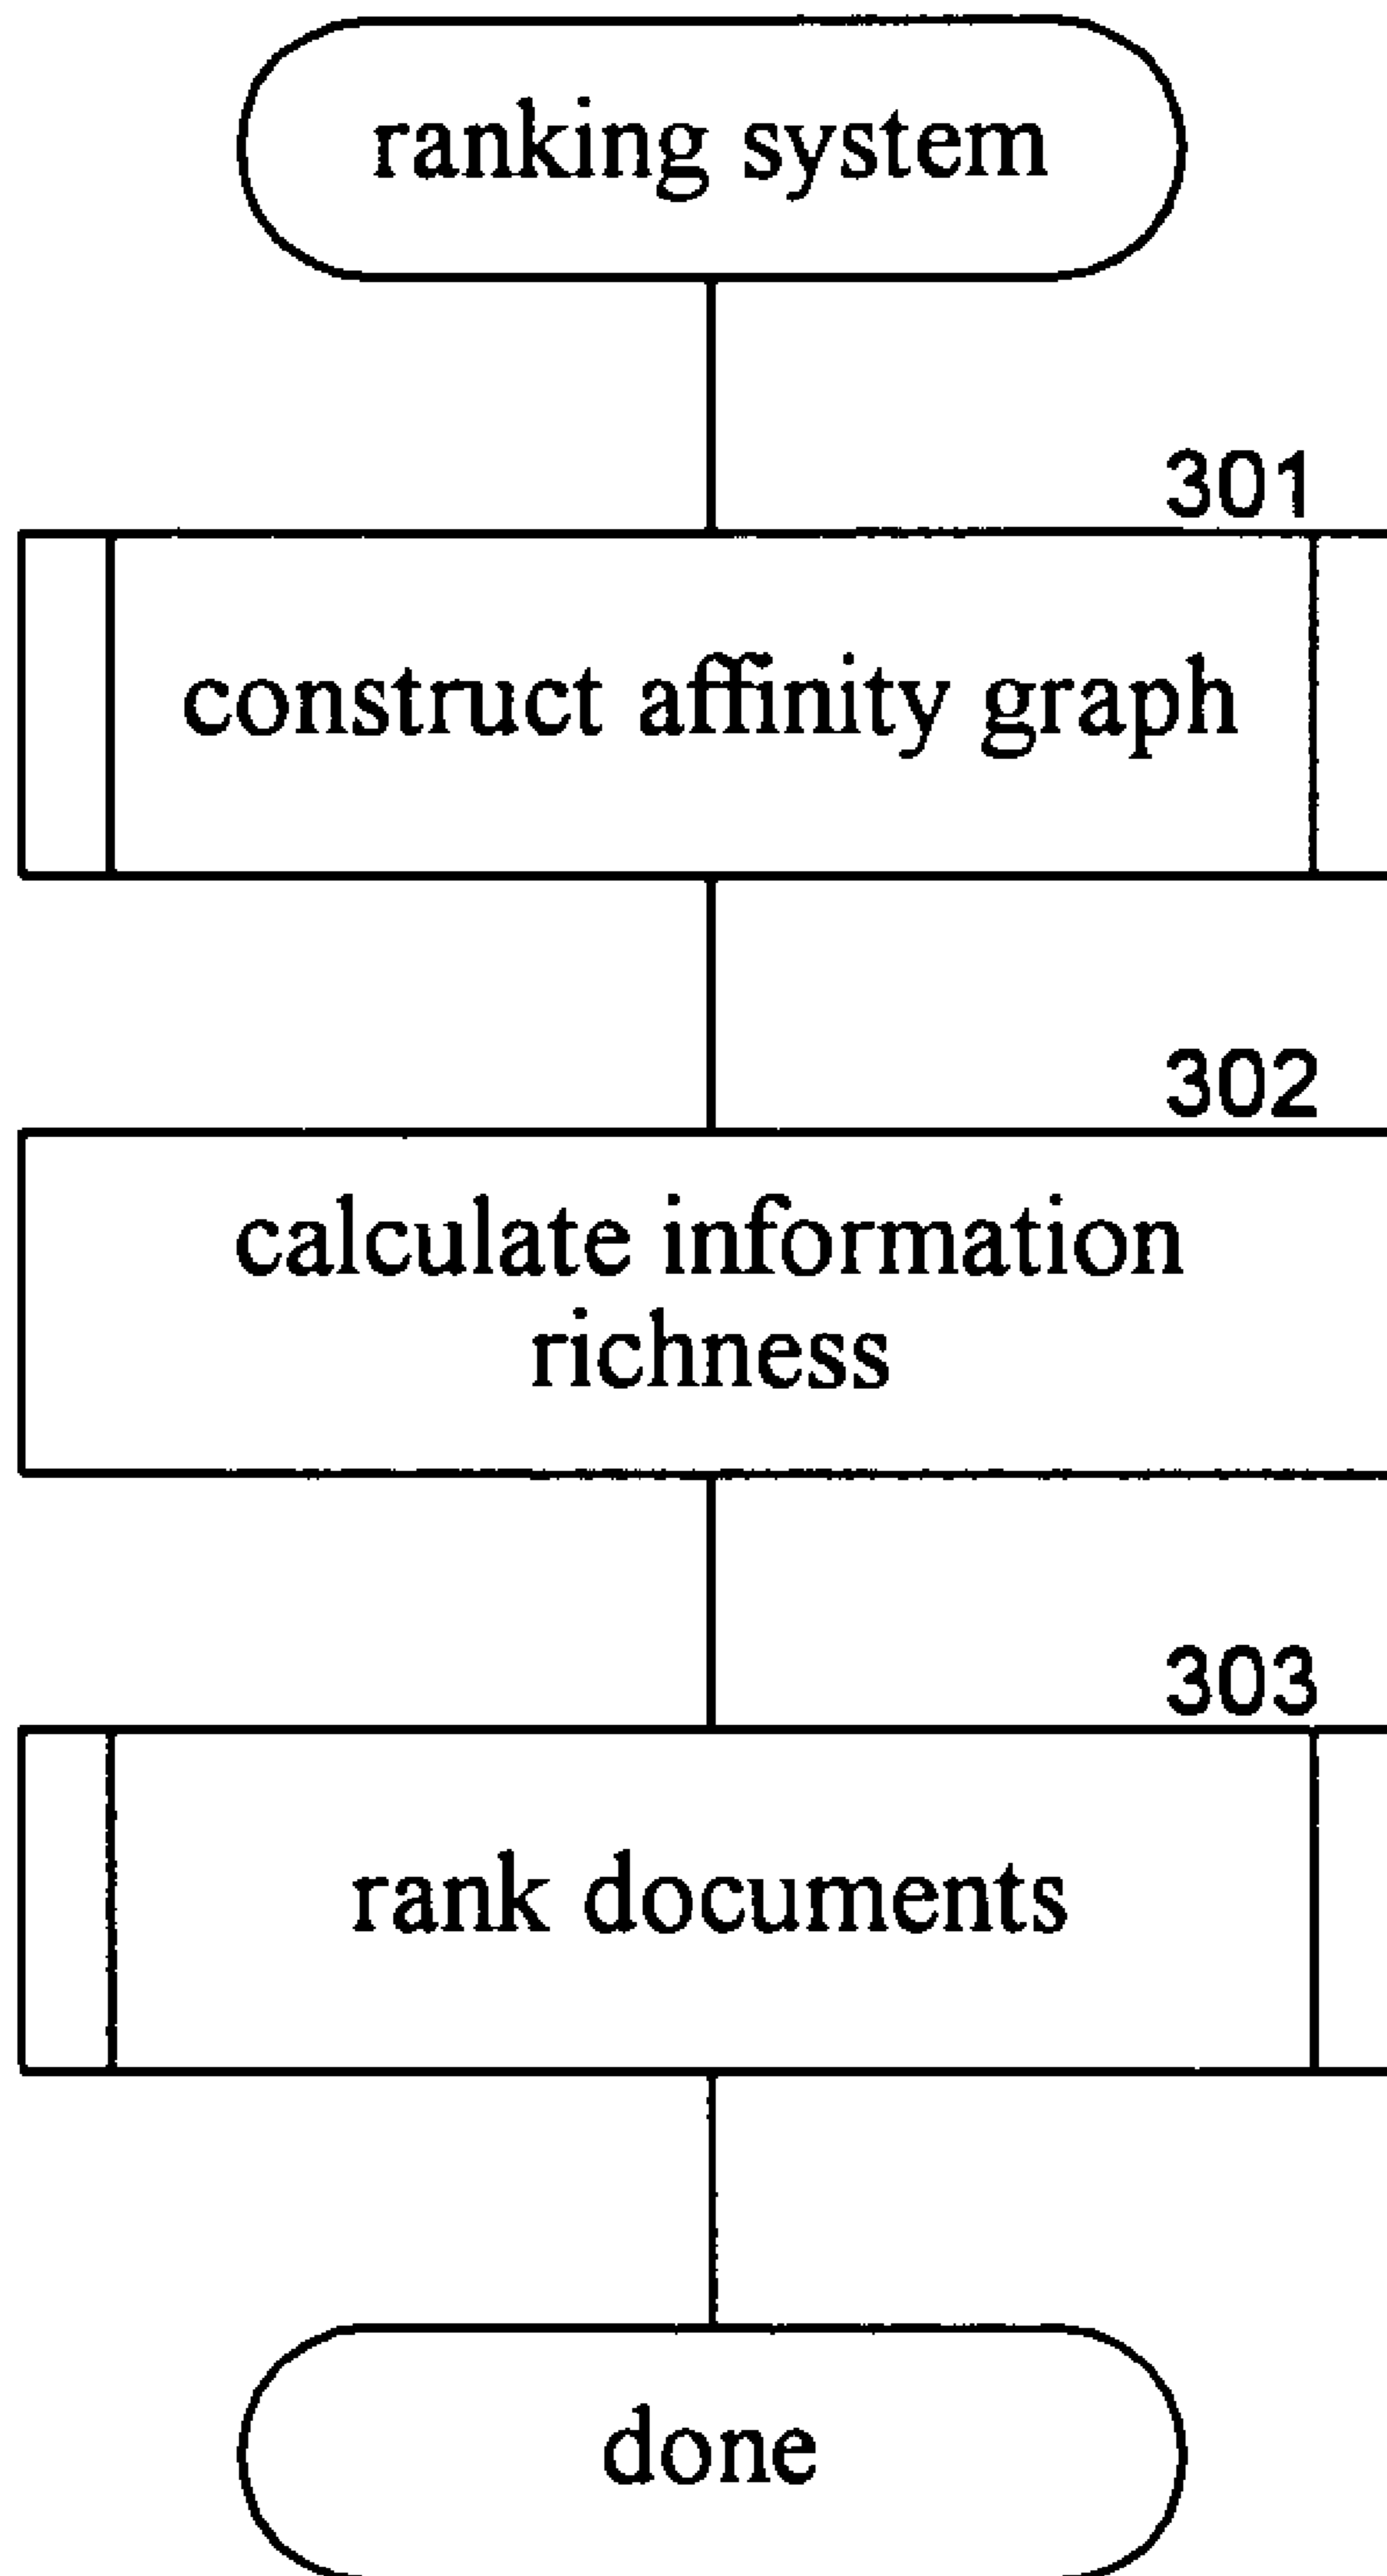 ranking system
301
construct affinity graph
302
calculate information
richness
303
rank documents
done